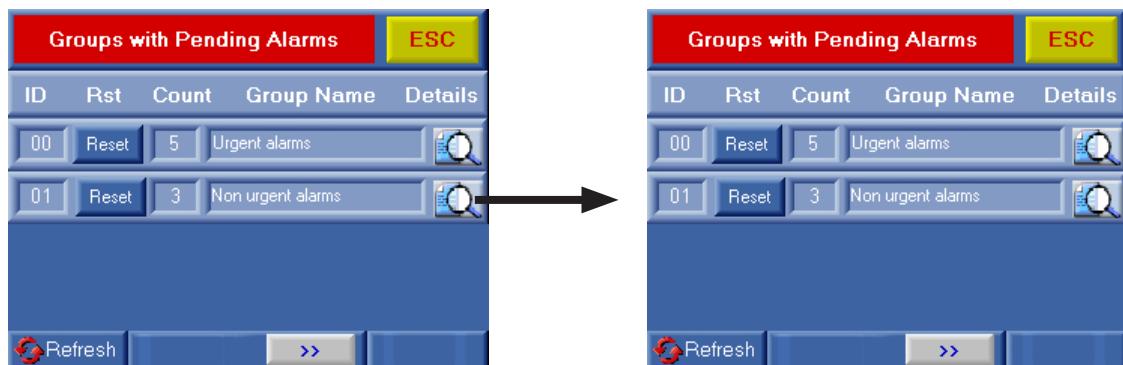 Groups with Pending Alarms ESC
ID Rst Count Group Name Details
00 Reset 5 Urgent alarms
01 Reset 3 Non urgent alarms
Refresh >>
Groups with Pending Alarms ESC
ID Rst Count Group Name Details
00 Reset 5 Urgent alarms
01 Reset 3 Non urgent alarms
Refresh >>